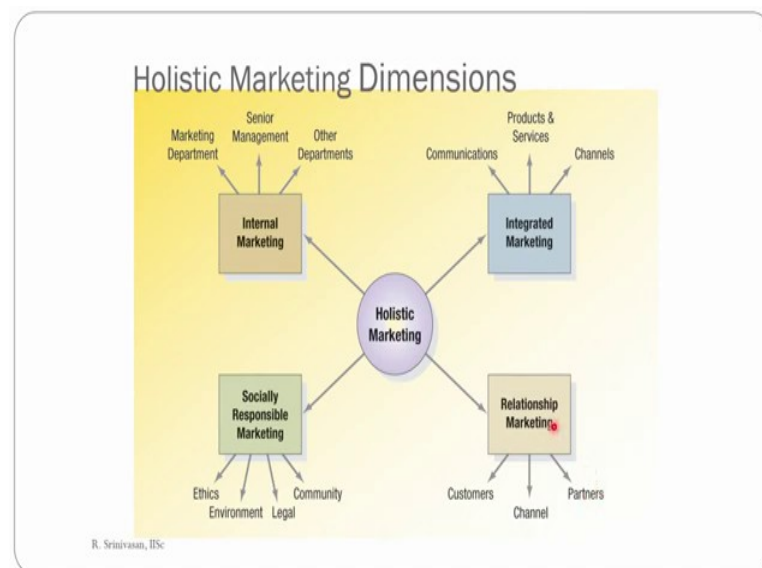 Holistic Marketing Dimensions
Senior
Management
Marketing
Department
Other
Departments
Products &
Services
Communications
Channels
Internal
Marketing
Integrated
Marketing
Holistic
Marketing
Socially
Responsible
Marketing
Relationship
Marketing
Ethics
Environment
Legal
Community
Customers
Channel
Partners
R. Srinivasan, IISc